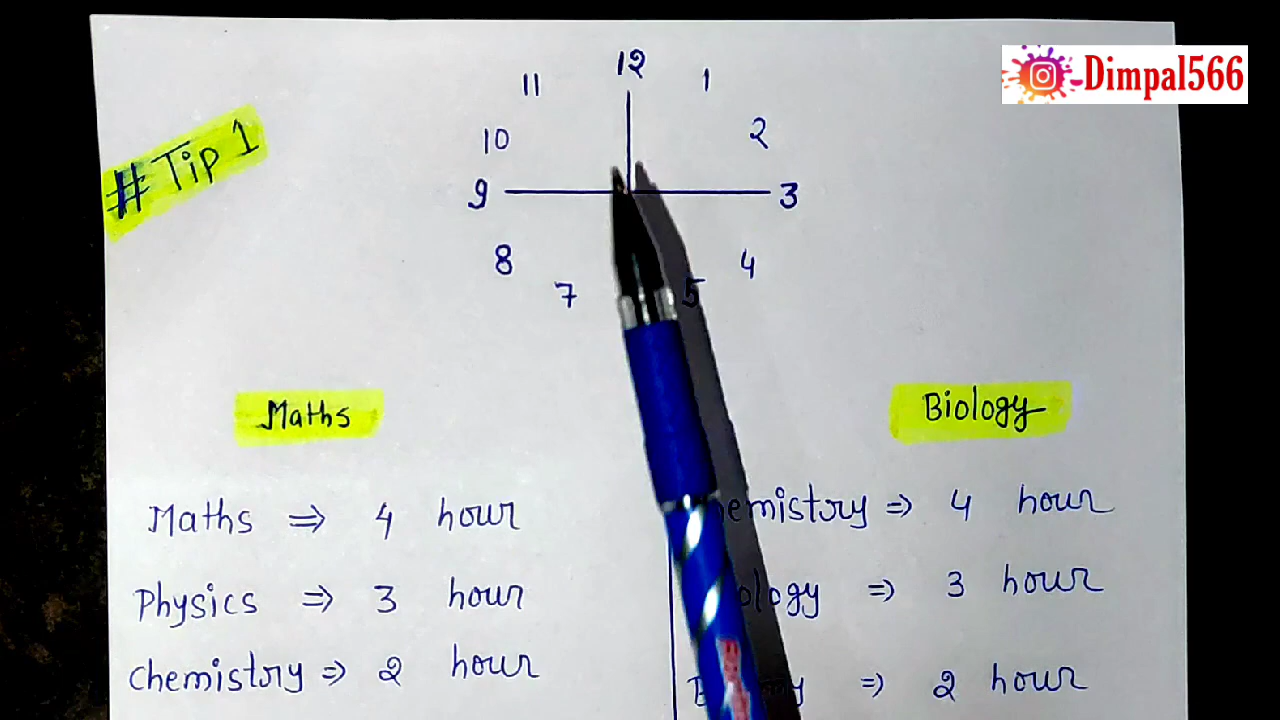 Dimpal566
# Tip 1
12
11
1
10
2
9
3
8
4
7
5
Maths
Biology
Maths ⇒ 4 hour
⇒ 4 hour
Physics ⇒ 3 hour
⇒ 3 hour
Chemistry ⇒ 2 hour
⇒ 2 hour